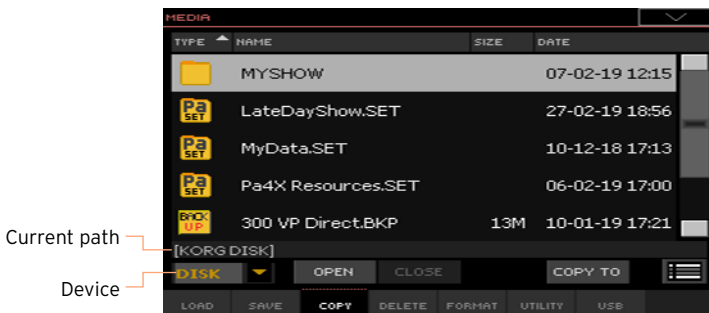 MEDIA
TYPE NAME SIZE DATE
MYSHOW 07-02-19 12:15
Pa SET LateDayShow.SET 27-02-19 18:56
Pa SET MyData.SET 10-12-18 17:13
Pa SET Pa4X Resources.SET 06-02-19 17:00
BACK UP 300 VP Direct.BKP 13M 10-01-19 17:21
Current path
[KORG DISK]
Device
DISK OPEN CLOSE COPY TO
LOAD SAVE COPY DELETE FORMAT UTILITY USB